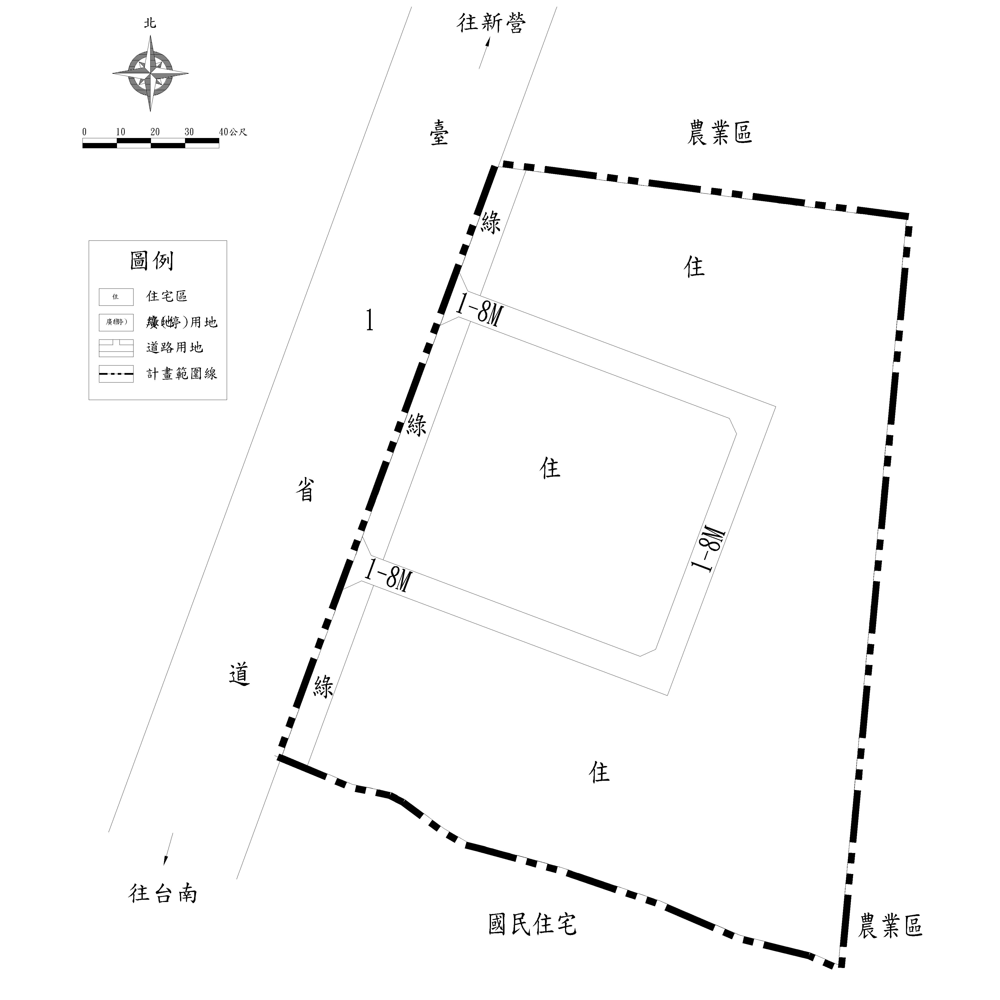 北
往新營
0 10 20 30 40公尺
臺
農業區
綠
圖例
住
住 住宅區
1-8M
1
用地
道路用地
計畫範圍線
綠
住
省
1-8M
1-8M
道
綠
住
往台南
國民住宅
農業區